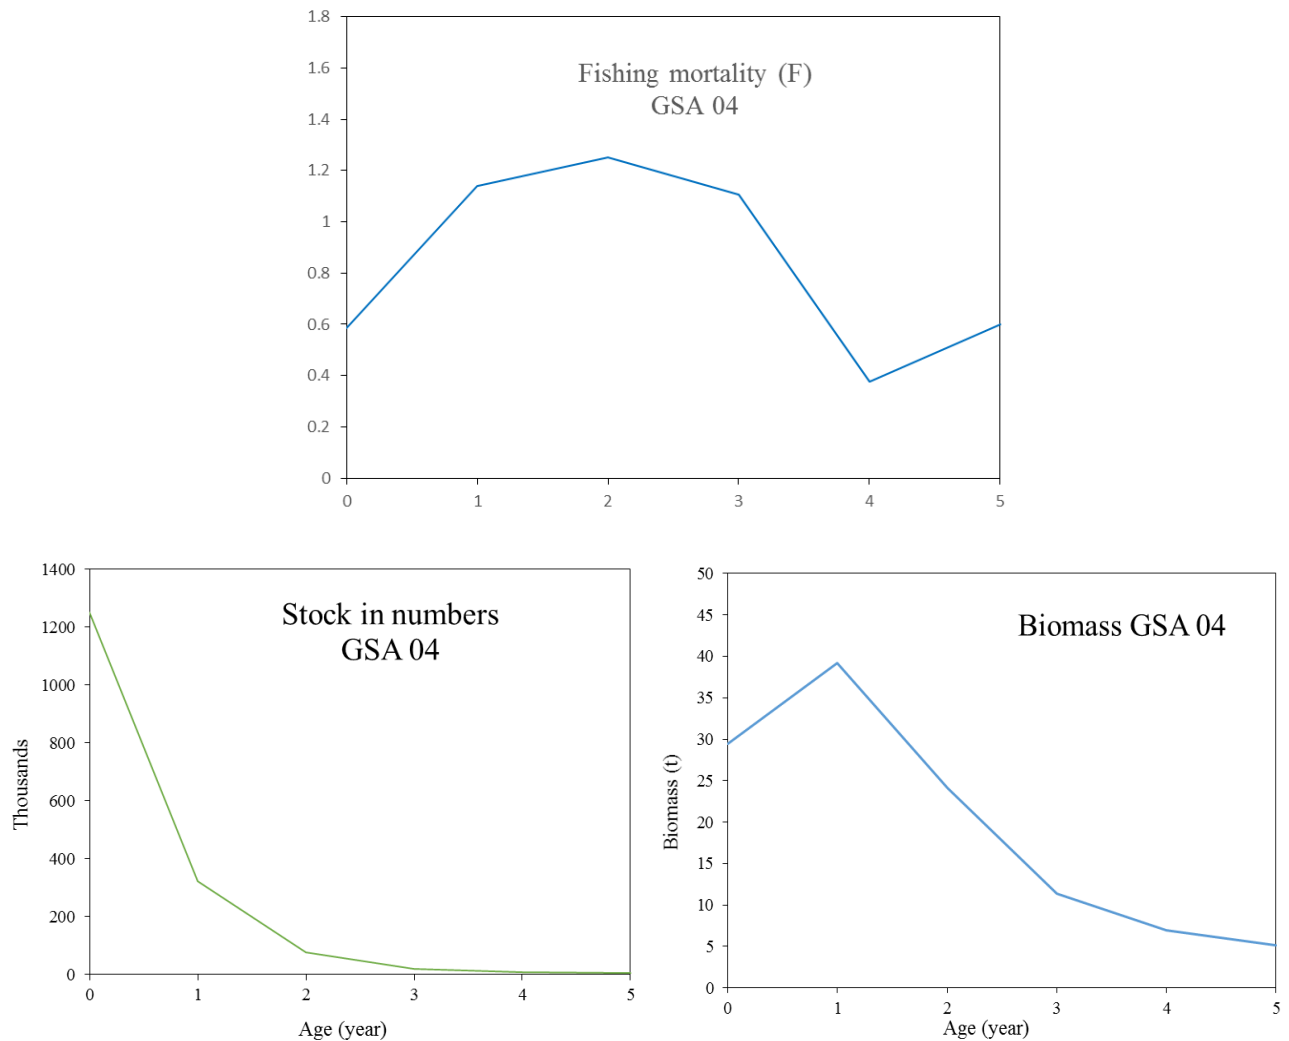 1.8
1.6
Fishing mortality (F)
GSA 04
1.4
1.2
1
0.8
0.6
0.4
0.2
0
0 1 2 3 4 5
1400
Stock in numbers
GSA 04
1200
1000
800
600
400
200
0
Thousands
0 1 2 3 4 5
Age (year)
50
45
Biomass GSA 04
40
35
30
25
20
15
10
5
0
Biomass (t)
0 1 2 3 4 5
Age (year)